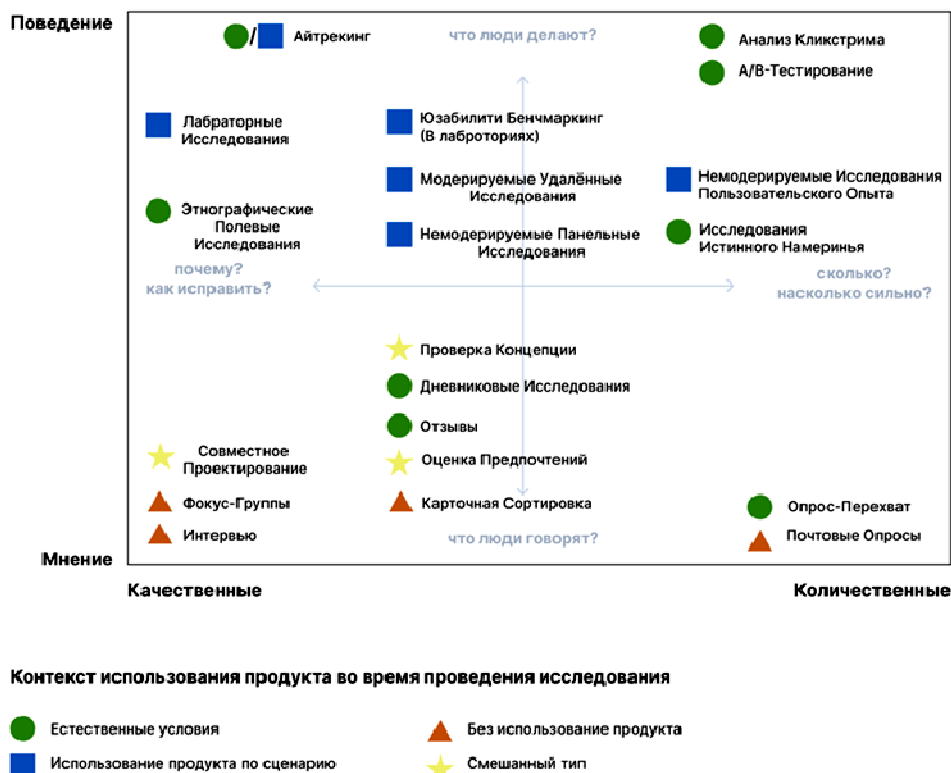 Поведение
/ Айтрекинг
что люди делают?
Анализ Кликстрима
А/В-Тестирование
Лабраторные
Исследования
Юзабилити Бенчмаркинг
(В лаброториях)
Модерируемые Удалённые
Исследования
Немодерируемые Исследования
Пользовательского Опыта
Этнографические
Полевые
Исследования
Немодерируемые Панельные
Исследования
Исследования
Истинного Намеринья
почему?
как исправить?
сколько?
насколько сильно?
Проверка Концепции
Дневниковые Исследования
Отзывы
Совместное
Проектирование
Оценка Предпочтений
Фокус-Группы
Карточная Сортировка
Опрос-Перехват
Интервью
что люди говорят?
Почтовые Опросы
Мнение
Качественные
Количественные
Контекст использования продукта во время проведения исследования
Естественные условия
Без использование продукта
Использование продукта по сценарию
Смешанный тип